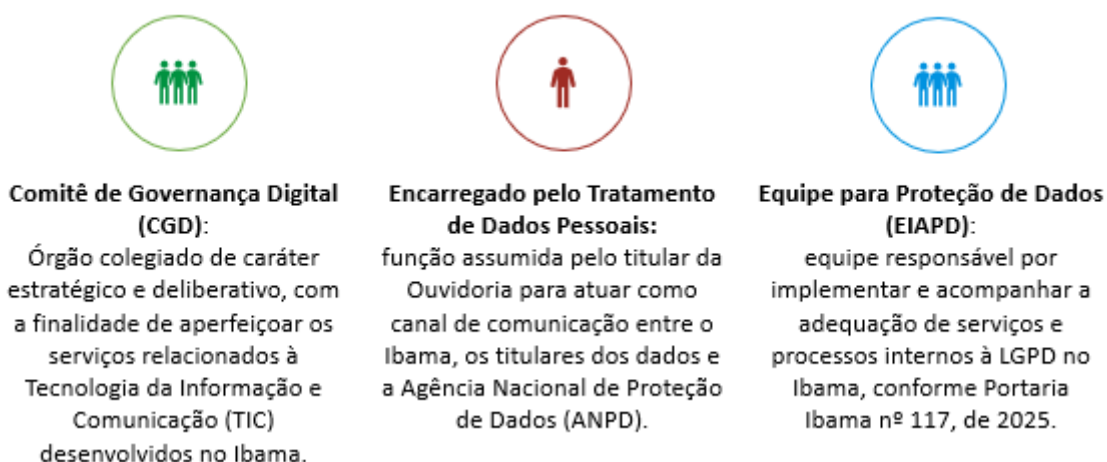 Comitê de Governança Digital
(CGD):
Órgão colegiado de caráter
estratégico e deliberativo, com
a finalidade de aperfeiçoar os
serviços relacionados à
Tecnologia da Informação e
Comunicação (TIC)
desenvolvidos no Ibama.
Encarregado pelo Tratamento
de Dados Pessoais:
função assumida pelo titular da
Ouvidoria para atuar como
canal de comunicação entre o
Ibama, os titulares dos dados e
a Agência Nacional de Proteção
de Dados (ANPD).
Equipe para Proteção de Dados
(EIAPD):
equipe responsável por
implementar e acompanhar a
adequação de serviços e
processos internos à LGPD no
Ibama, conforme Portaria
Ibama nº 117, de 2025.